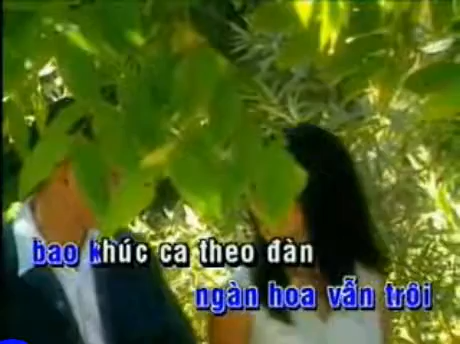 bao khúc ca theo đàn
ngàn hoa vẫn trôi